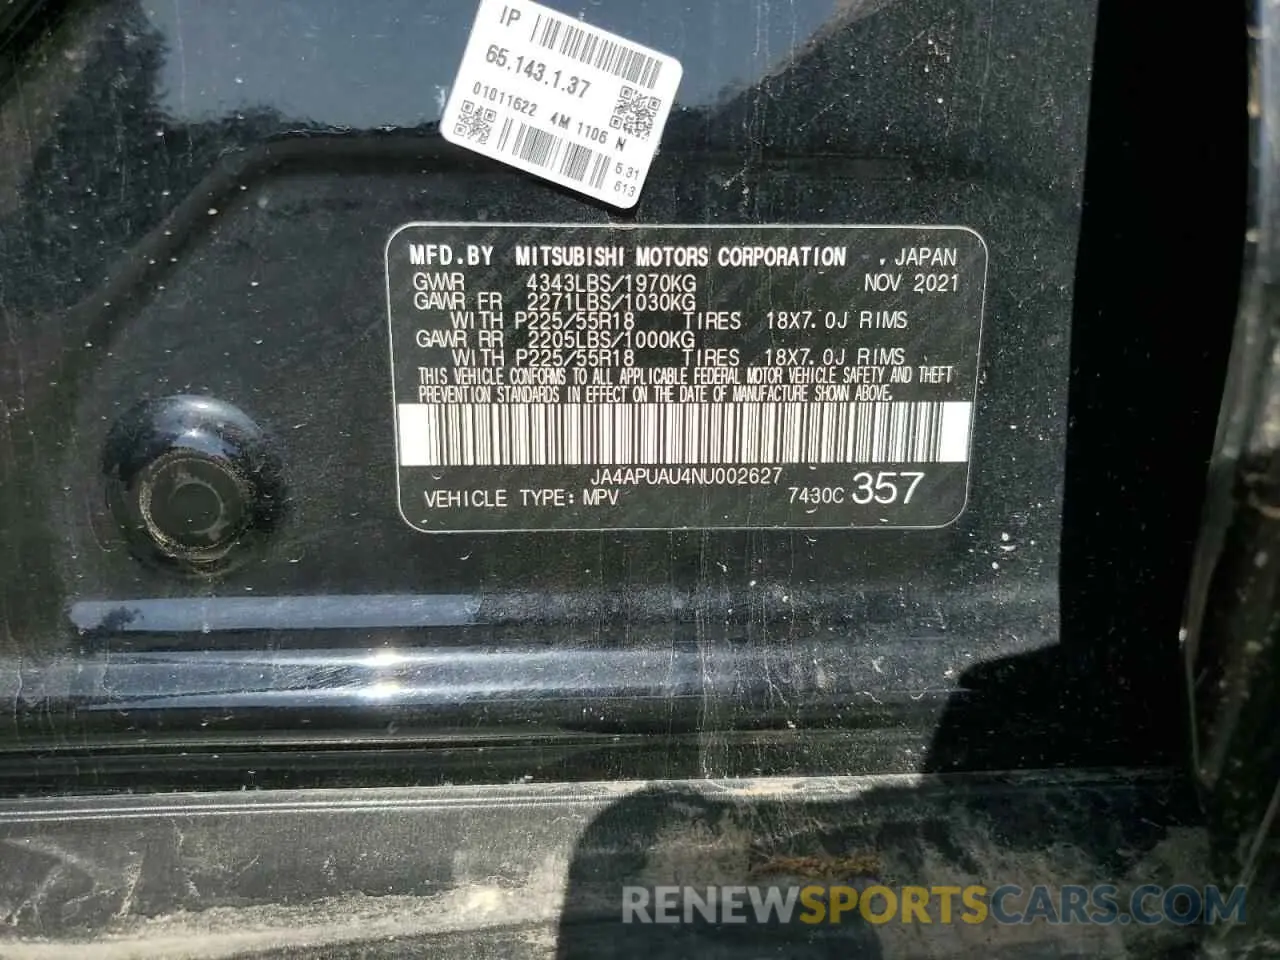 IP
65.143.1.37
01011622 4M 1106 N
5.31
613
MFD.BY MITSUBISHI MOTORS CORPORATION . JAPAN
GVWR 4343LBS/1970KG NOV 2021
GAWR FR 2271LBS/1030KG
WITH P225/55R18 TIRES 18X7.0J RIMS
GAWR RR 2205LBS/1000KG
WITH P225/55R18 TIRES 18X7.0J RIMS
THIS VEHICLE CONFORMS TO ALL APPLICABLE FEDERAL MOTOR VEHICLE SAFETY AND THEFT
PREVENTION STANDARDS IN EFFECT ON THE DATE OF MANUFACTURE SHOWN ABOVE.
JA4APUAU4NU002627
VEHICLE TYPE: MPV 7430C 357
RENEWSPORTSCARS.COM